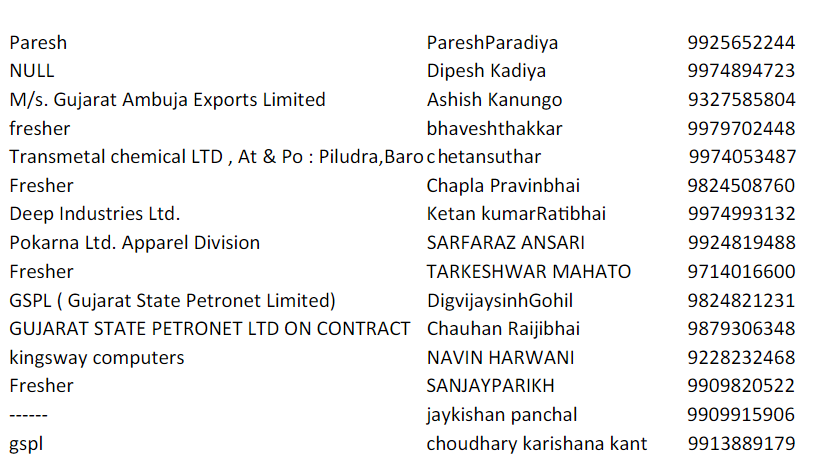 Paresh PareshParadiya 9925652244
NULL Dipesh Kadiya 9974894723
M/s. Gujarat Ambuja Exports Limited Ashish Kanungo 9327585804
fresher bhaveshthakkar 9979702448
Transmetal chemical LTD , At & Po : Piludra,Baro chetansuthar 9974053487
Fresher Chapla Pravinbhai 9824508760
Deep Industries Ltd. Ketan kumarRatibhai 9974993132
Pokarna Ltd. Apparel Division SARFARAZ ANSARI 9924819488
Fresher TARKESHWAR MAHATO 9714016600
GSPL ( Gujarat State Petronet Limited) DigvijaysinhGohil 9824821231
GUJARAT STATE PETRONET LTD ON CONTRACT Chauhan Raijibhai 9879306348
kingsway computers NAVIN HARWANI 9228232468
Fresher SANJAYPARIKH 9909820522
------ jaykishan panchal 9909915906
gspl choudhary karishana kant 9913889179